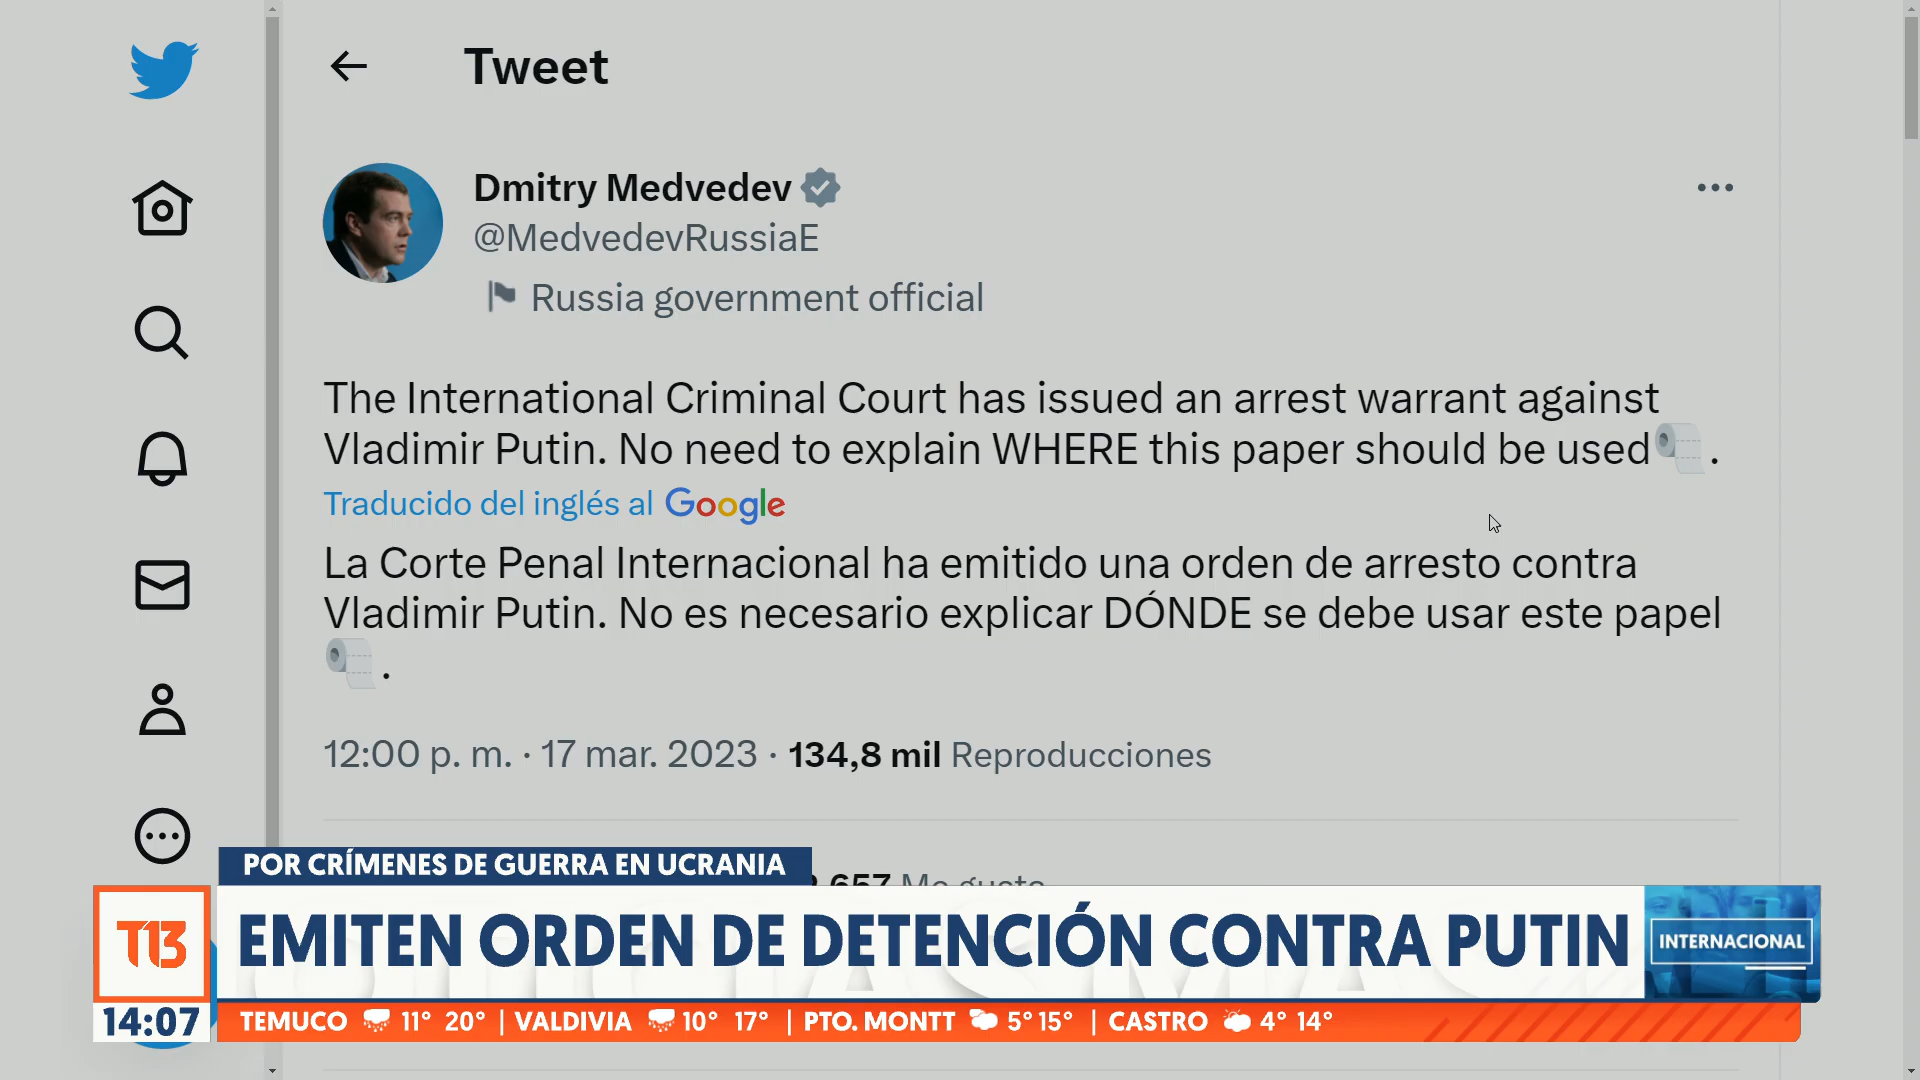 Tweet
Dmitry Medvedev
@MedvedevRussiaE
Russia government official
The International Criminal Court has issued an arrest warrant against
Vladimir Putin. No need to explain WHERE this paper should be used🧻.
Traducido del inglés al Google
La Corte Penal Internacional ha emitido una orden de arresto contra
Vladimir Putin. No es necesario explicar DÓNDE se debe usar este papel
🧻.
12:00 p. m. · 17 mar. 2023 · 134,8 mil Reproducciones
657 Me gusta
POR CRÍMENES DE GUERRA EN UCRANIA
T13
EMITEN ORDEN DE DETENCIÓN CONTRA PUTIN
INTERNACIONAL
14:07
TEMUCO 11° 20° | VALDIVIA 10° 17° | PTO. MONTT 5° 15° | CASTRO 4° 14°